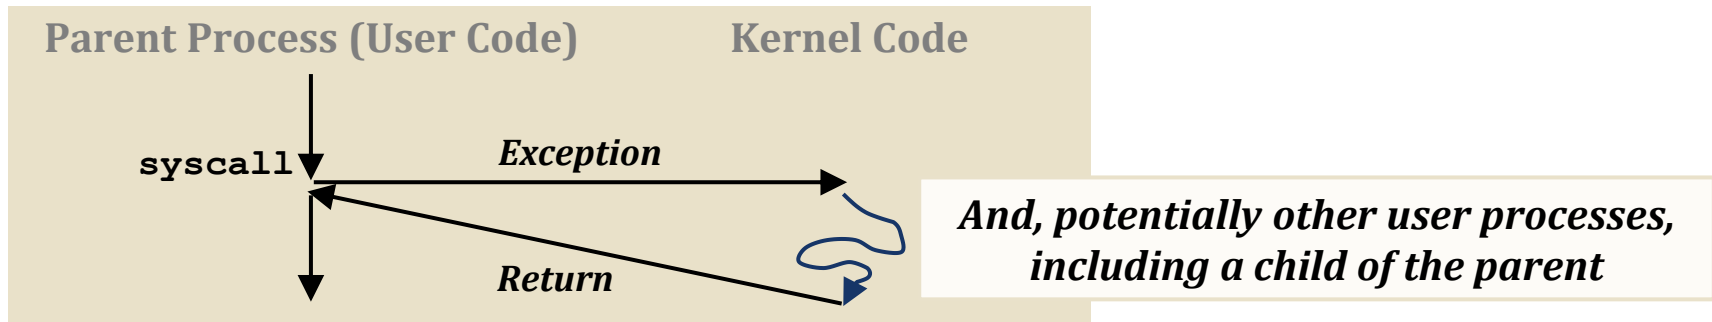 Parent Process (User Code)
Kernel Code
syscall
Exception
And, potentially other user processes,
including a child of the parent
Return